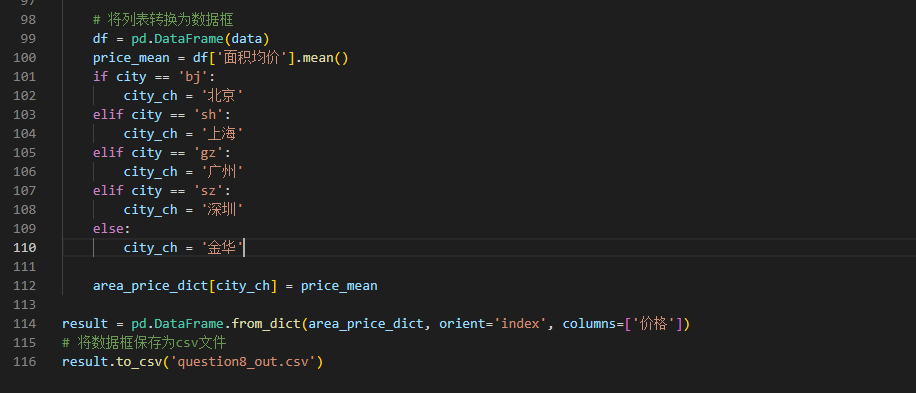 97
98 # 将列表转换为数据框
99 df = pd.DataFrame(data)
100 price_mean = df['面积均价'].mean()
101 if city == 'bj':
102 city_ch = '北京'
103 elif city == 'sh':
104 city_ch = '上海'
105 elif city == 'gz':
106 city_ch = '广州'
107 elif city == 'sz':
108 city_ch = '深圳'
109 else:
110 city_ch = '金华'
111
112 area_price_dict[city_ch] = price_mean
113
114 result = pd.DataFrame.from_dict(area_price_dict, orient='index', columns=['价格'])
115 # 将数据框保存为csv文件
116 result.to_csv('question8_out.csv')